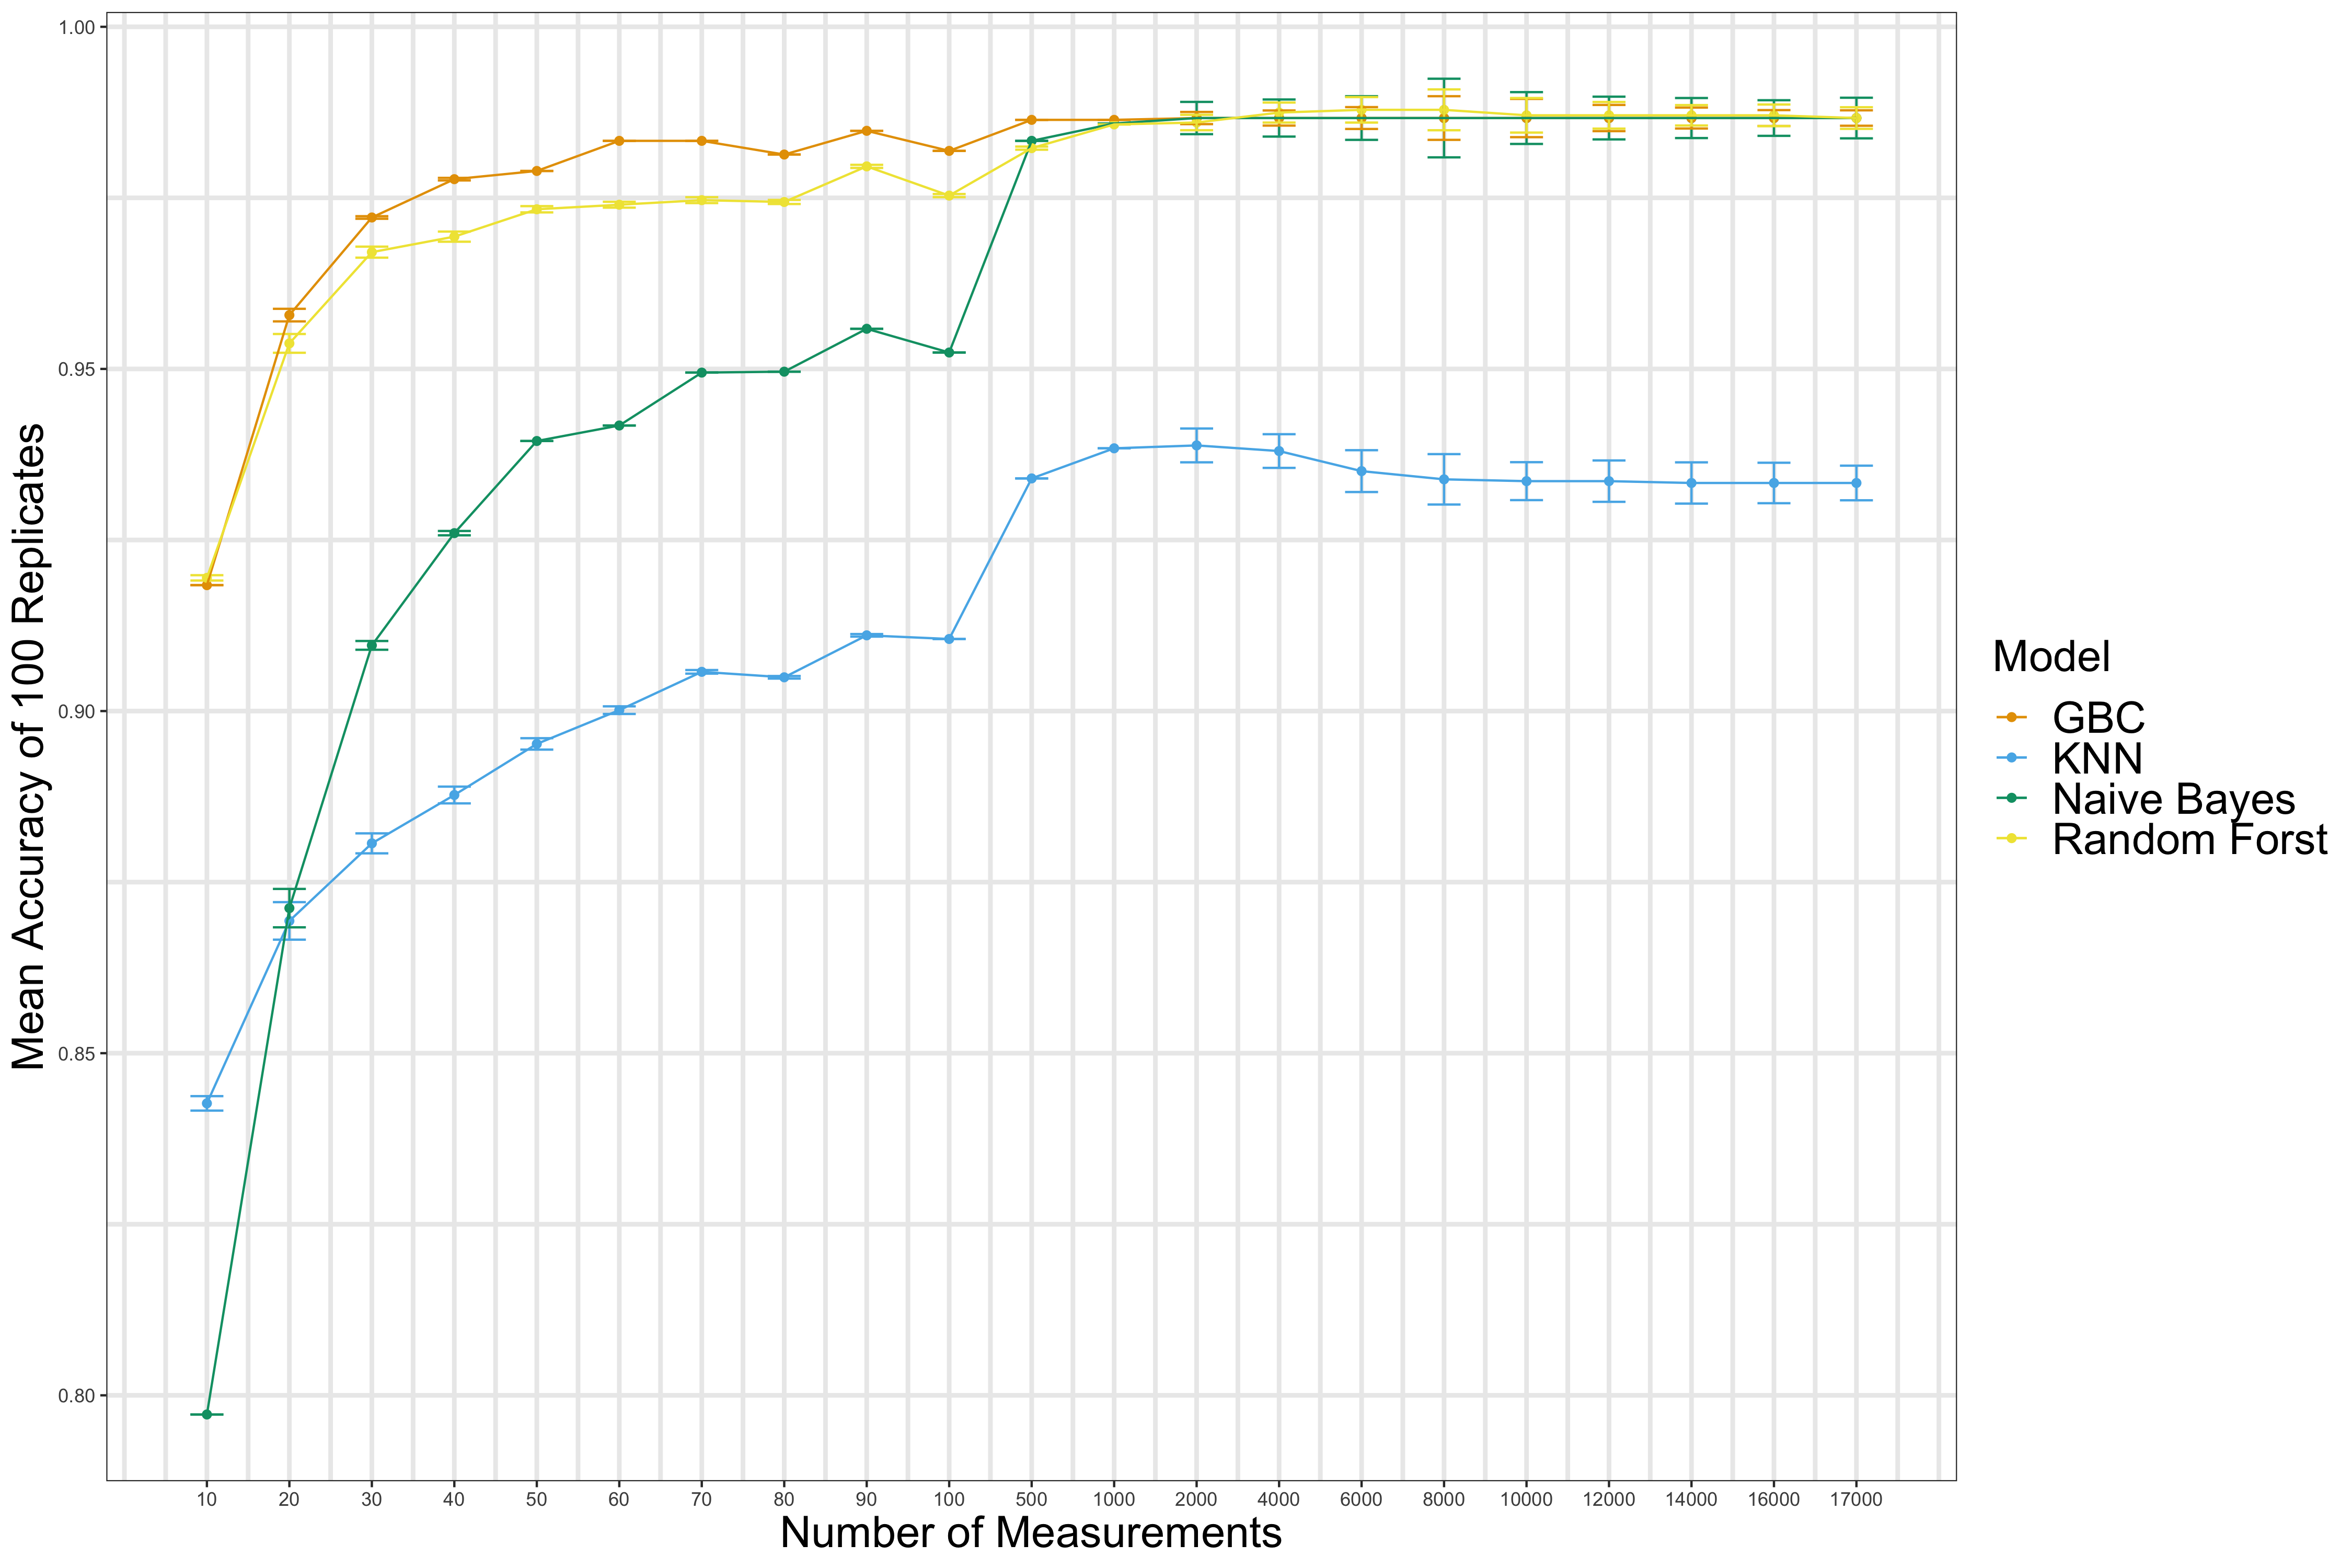 Mean Accuracy of 100 Replicates
1.00
0.95
0.90
0.85
0.80
10 20 30 40 50 60 70 80 90 100 500 1000 2000 4000 6000 8000 10000 12000 14000 16000 17000
Number of Measurements
Model
GBC
KNN
Naive Bayes
Random Forst